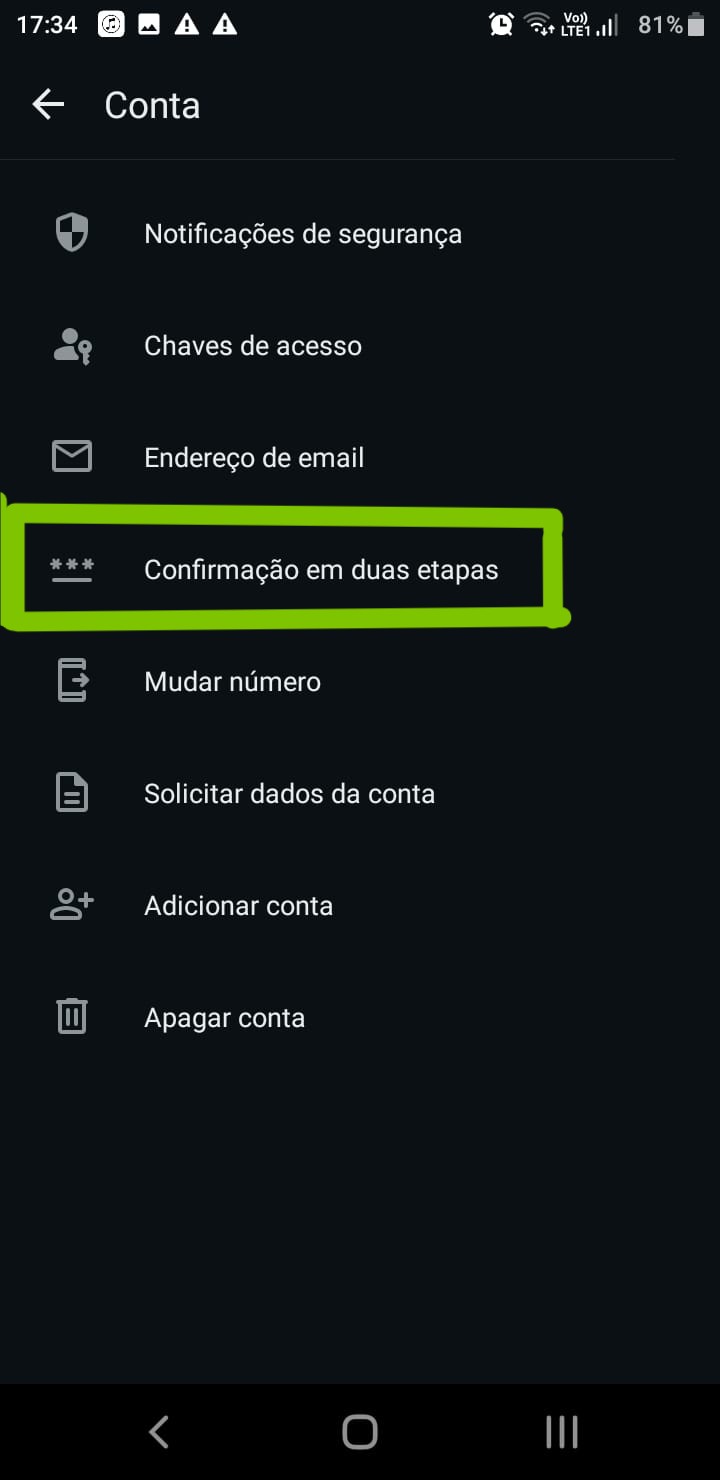 17:34 Vo)) LTE1 81%
Conta
Notificações de segurança
Chaves de acesso
Endereço de email
*** Confirmação em duas etapas
Mudar número
Solicitar dados da conta
Adicionar conta
Apagar conta